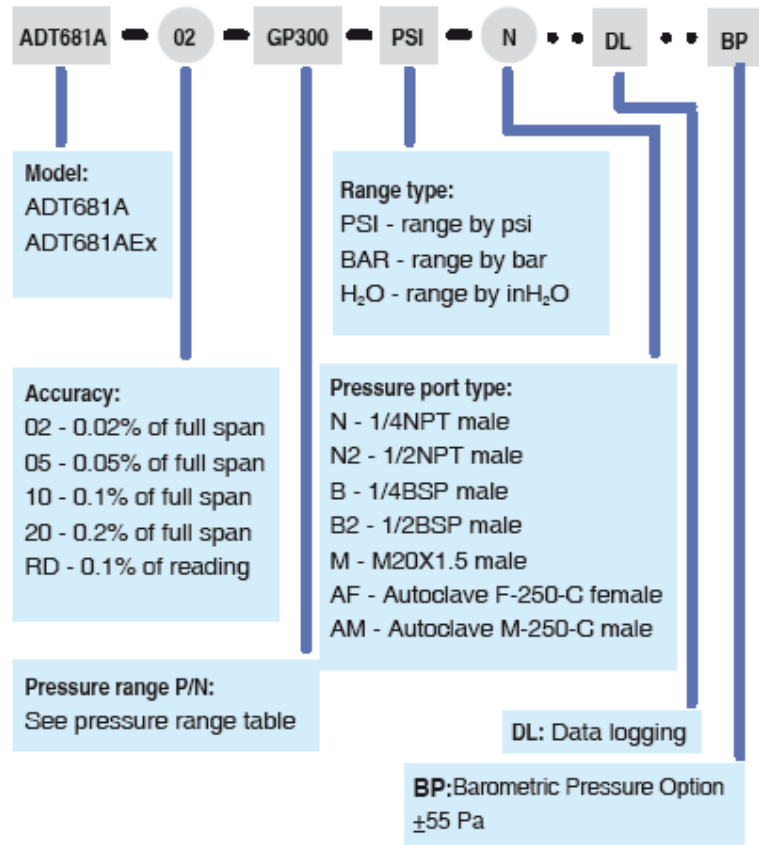 ADT681A - 02 - GP300 - PSI - N • • DL • • BP
Model:
ADT681A
ADT681AEx
Range type:
PSI - range by psi
BAR - range by bar
H₂O - range by inH₂O
Accuracy:
02 - 0.02% of full span
05 - 0.05% of full span
10 - 0.1% of full span
20 - 0.2% of full span
RD - 0.1% of reading
Pressure port type:
N - 1/4NPT male
N2 - 1/2NPT male
B - 1/4BSP male
B2 - 1/2BSP male
M - M20X1.5 male
AF - Autoclave F-250-C female
AM - Autoclave M-250-C male
Pressure range P/N:
See pressure range table
DL: Data logging
BP:Barometric Pressure Option
±55 Pa